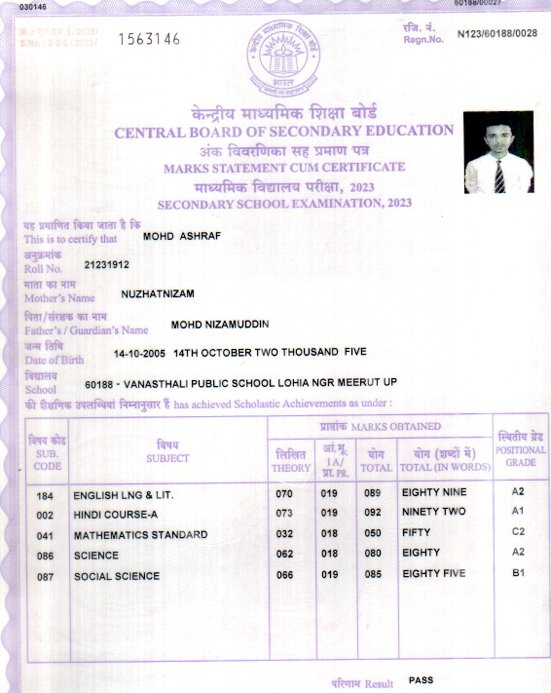 030146
60188/00027
1563146
रजि. नं.
Regn.No. N123/60188/0028
केन्द्रीय माध्यमिक शिक्षा बोर्ड
भारत
केन्द्रीय माध्यमिक शिक्षा बोर्ड
CENTRAL BOARD OF SECONDARY EDUCATION
अंक विवरणिका सह प्रमाण पत्र
MARKS STATEMENT CUM CERTIFICATE
माध्यमिक विद्यालय परीक्षा, 2023
SECONDARY SCHOOL EXAMINATION, 2023
यह प्रमाणित किया जाता है कि
This is to certify that MOHD ASHRAF
अनुक्रमांक
Roll No. 21231912
माता का नाम
Mother's Name NUZHATNIZAM
पिता/संरक्षक का नाम
Father's / Guardian's Name MOHD NIZAMUDDIN
जन्म तिथि
Date of Birth 14-10-2005 14TH OCTOBER TWO THOUSAND FIVE
विद्यालय
School 60188 - VANASTHALI PUBLIC SCHOOL LOHIA NGR MEERUT UP
की शैक्षणिक उपलब्धियां निम्नानुसार हैं has achieved Scholastic Achievements as under :
प्राप्तांक MARKS OBTAINED
विषय कोड विषय लिखित आं.मू. योग योग (शब्दों में) स्थितीय ग्रेड
SUB. CODE SUBJECT THEORY I A/ प्रा. PR. TOTAL TOTAL (IN WORDS) POSITIONAL GRADE
184 ENGLISH LNG & LIT. 070 019 089 EIGHTY NINE A2
002 HINDI COURSE-A 073 019 092 NINETY TWO A1
041 MATHEMATICS STANDARD 032 018 050 FIFTY C2
086 SCIENCE 062 018 080 EIGHTY A2
087 SOCIAL SCIENCE 066 019 085 EIGHTY FIVE B1
परिणाम Result PASS